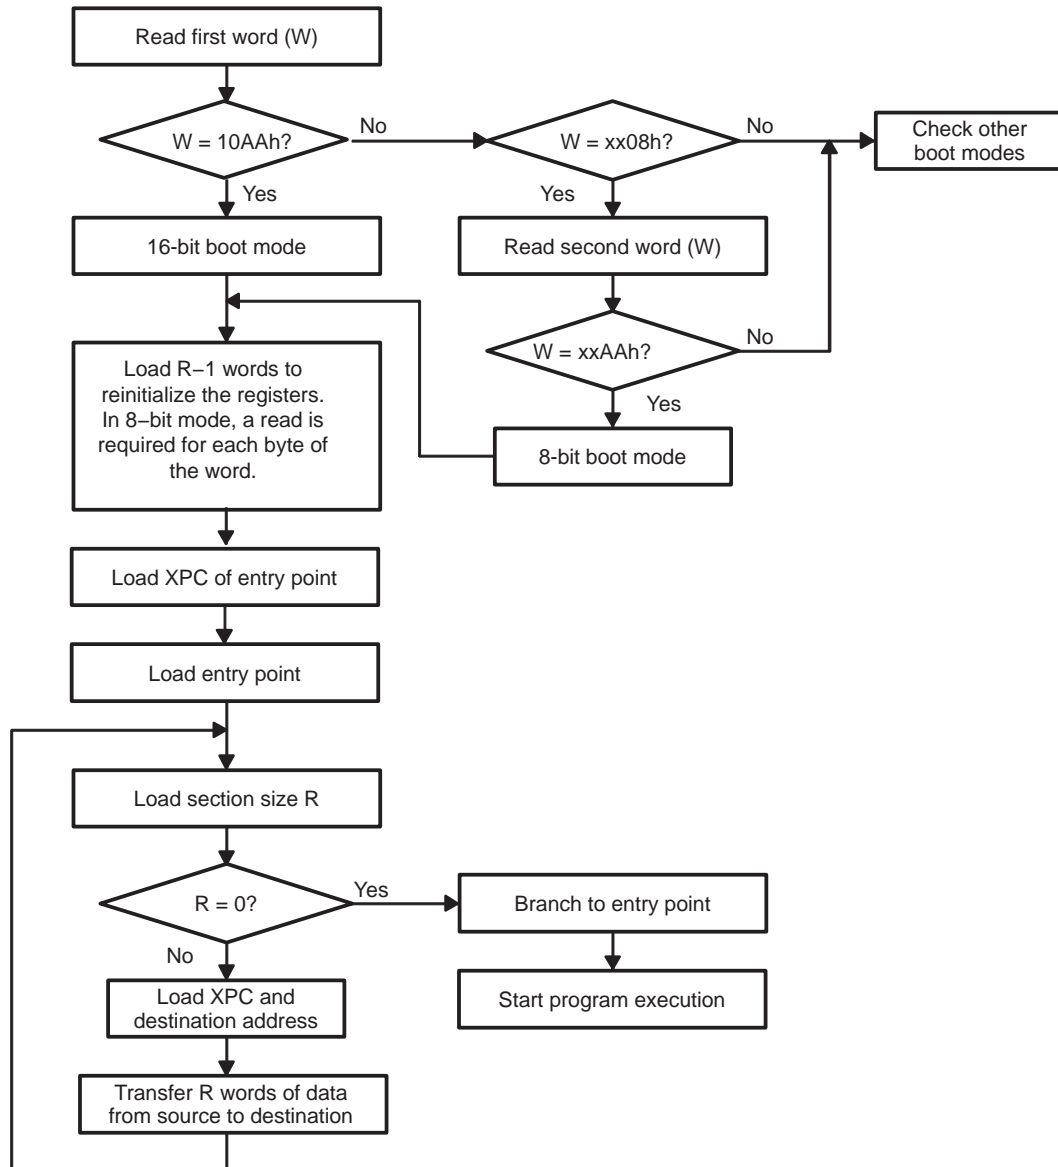 Read first word (W)
W = 10AAh?
No
W = xx08h?
No
Check other
boot modes
Yes
Yes
16-bit boot mode
Read second word (W)
W = xxAAh?
No
Load R−1 words to
reinitialize the registers.
In 8−bit mode, a read is
required for each byte of
the word.
Yes
8-bit boot mode
Load XPC of entry point
Load entry point
Load section size R
R = 0?
Yes
Branch to entry point
No
Load XPC and
destination address
Start program execution
Transfer R words of data
from source to destination